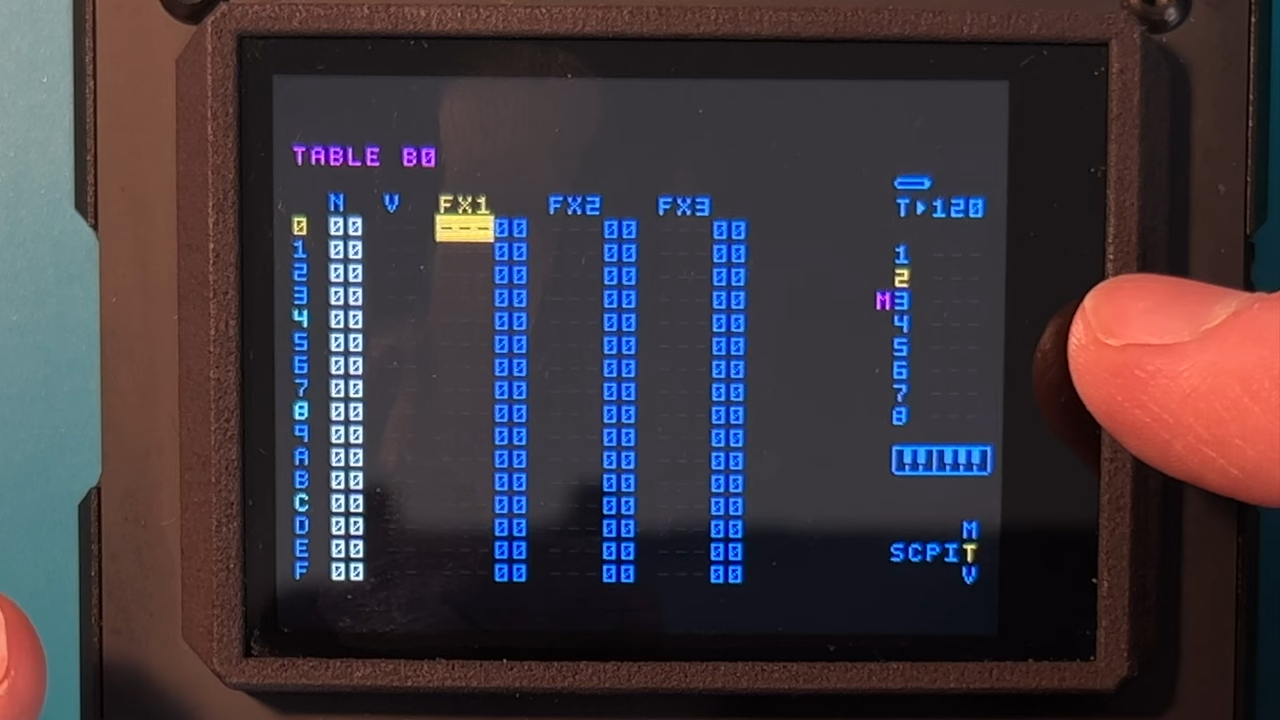 TABLE B0
N V FX1 FX2 FX3
T▸120
0 00 --- 00 --- 00 --- 00
1 00 --- 00 --- 00 --- 00 1
2 00 --- 00 --- 00 --- 00 2
3 00 --- 00 --- 00 --- 00 M3
4 00 --- 00 --- 00 --- 00 4
5 00 --- 00 --- 00 --- 00 5
6 00 --- 00 --- 00 --- 00 6
7 00 --- 00 --- 00 --- 00 7
8 00 --- 00 --- 00 --- 00 8
9 00 --- 00 --- 00 --- 00
A 00 --- 00 --- 00 --- 00
B 00 --- 00 --- 00 --- 00
C 00 --- 00 --- 00 --- 00
D 00 --- 00 --- 00 --- 00 M
E 00 --- 00 --- 00 --- 00 SCPIT
F 00 --- 00 --- 00 --- 00 V